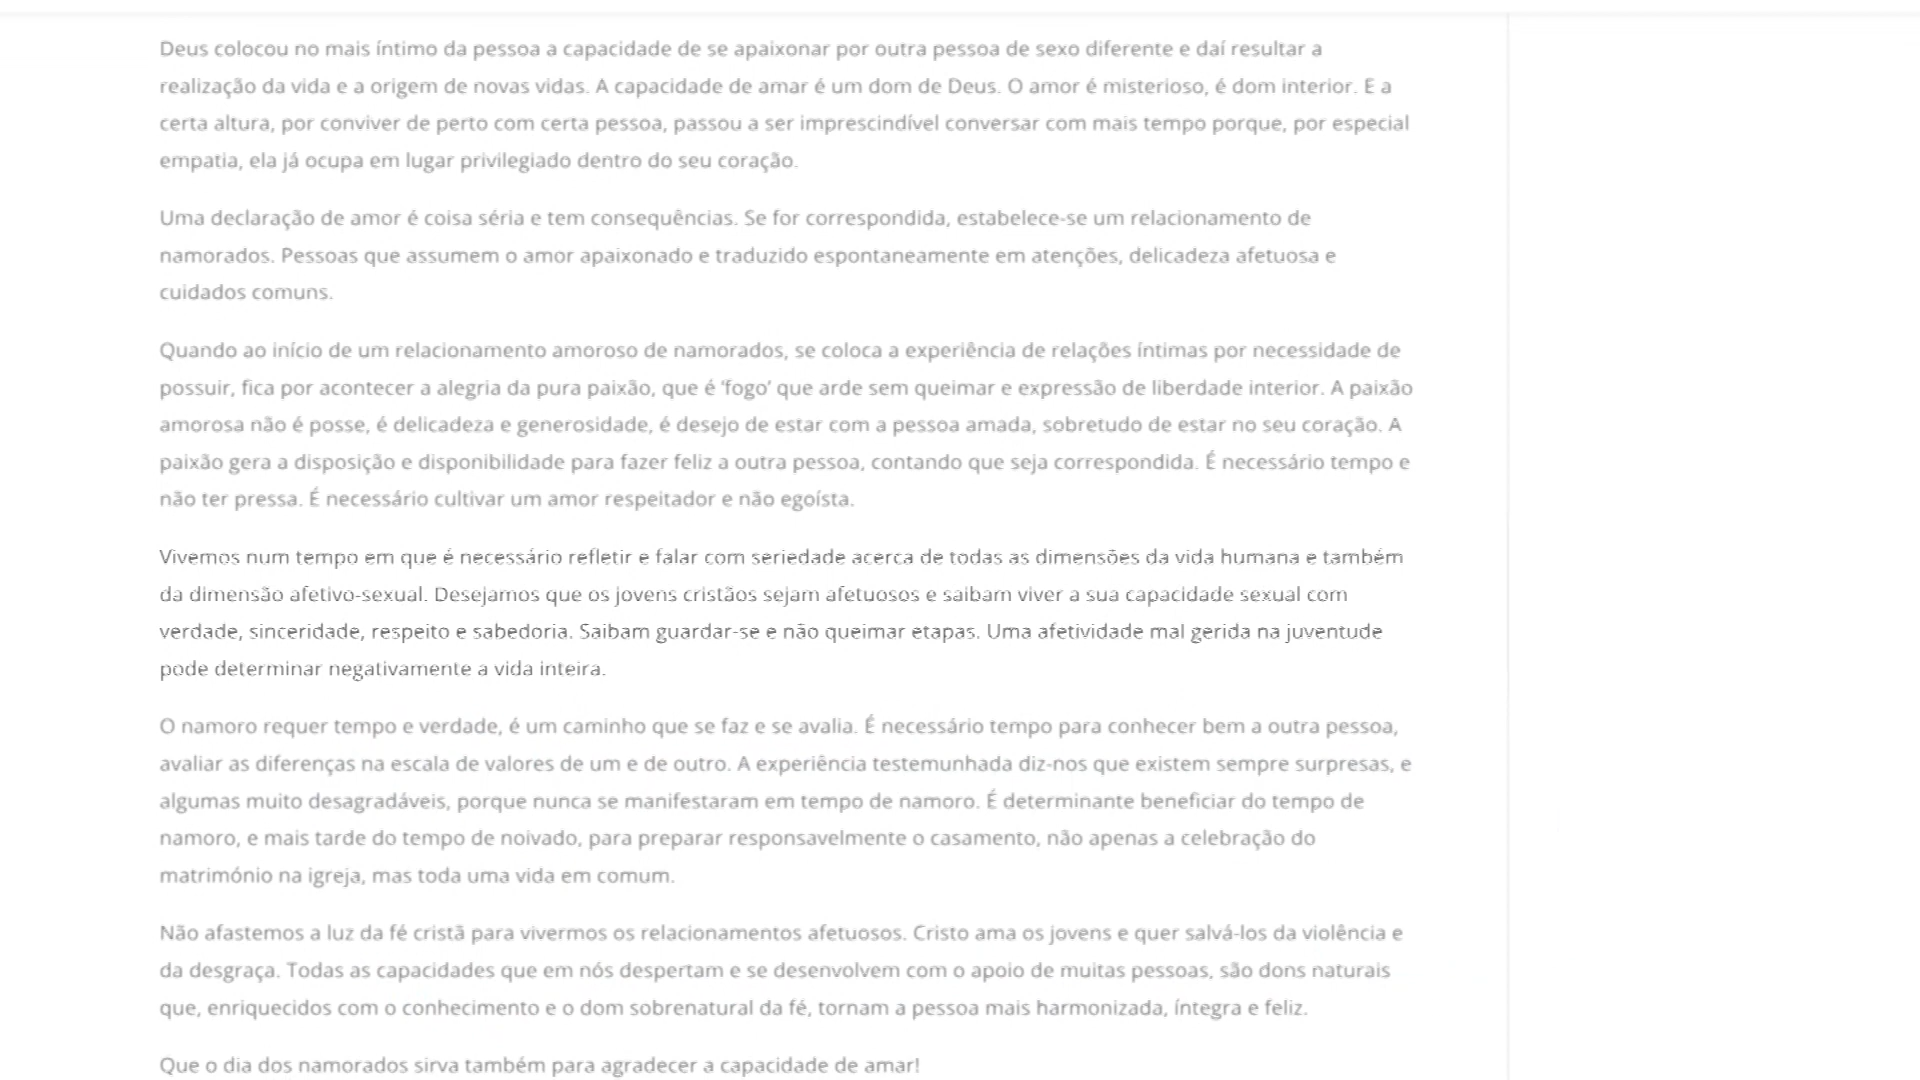 Deus colocou no mais íntimo da pessoa a capacidade de se apaixonar por outra pessoa de sexo diferente e daí resultar a
realização da vida e a origem de novas vidas. A capacidade de amar é um dom de Deus. O amor é misterioso, é dom interior. E a
certa altura, por conviver de perto com certa pessoa, passou a ser imprescindível conversar com mais tempo porque, por especial
empatia, ela já ocupa em lugar privilegiado dentro do seu coração.
Uma declaração de amor é coisa séria e tem consequências. Se for correspondida, estabelece-se um relacionamento de
namorados. Pessoas que assumem o amor apaixonado e traduzido espontaneamente em atenções, delicadeza afetuosa e
cuidados comuns.
Quando ao início de um relacionamento amoroso de namorados, se coloca a experiência de relações íntimas por necessidade de
possuir, fica por acontecer a alegria da pura paixão, que é ‘fogo’ que arde sem queimar e expressão de liberdade interior. A paixão
amorosa não é posse, é delicadeza e generosidade, é desejo de estar com a pessoa amada, sobretudo de estar no seu coração. A
paixão gera a disposição e disponibilidade para fazer feliz a outra pessoa, contando que seja correspondida. É necessário tempo e
não ter pressa. É necessário cultivar um amor respeitador e não egoísta.
Vivemos num tempo em que é necessário refletir e falar com seriedade acerca de todas as dimensões da vida humana e também
da dimensão afetivo-sexual. Desejamos que os jovens cristãos sejam afetuosos e saibam viver a sua capacidade sexual com
verdade, sinceridade, respeito e sabedoria. Saibam guardar-se e não queimar etapas. Uma afetividade mal gerida na juventude
pode determinar negativamente a vida inteira.
O namoro requer tempo e verdade, é um caminho que se faz e se avalia. É necessário tempo para conhecer bem a outra pessoa,
avaliar as diferenças na escala de valores de um e de outro. A experiência testemunhada diz-nos que existem sempre surpresas, e
algumas muito desagradáveis, porque nunca se manifestaram em tempo de namoro. É determinante beneficiar do tempo de
namoro, e mais tarde do tempo de noivado, para preparar responsavelmente o casamento, não apenas a celebração do
matrimónio na igreja, mas toda uma vida em comum.
Não afastemos a luz da fé cristã para vivermos os relacionamentos afetuosos. Cristo ama os jovens e quer salvá-los da violência e
da desgraça. Todas as capacidades que em nós despertam e se desenvolvem com o apoio de muitas pessoas, são dons naturais
que, enriquecidos com o conhecimento e o dom sobrenatural da fé, tornam a pessoa mais harmonizada, íntegra e feliz.
Que o dia dos namorados sirva também para agradecer a capacidade de amar!